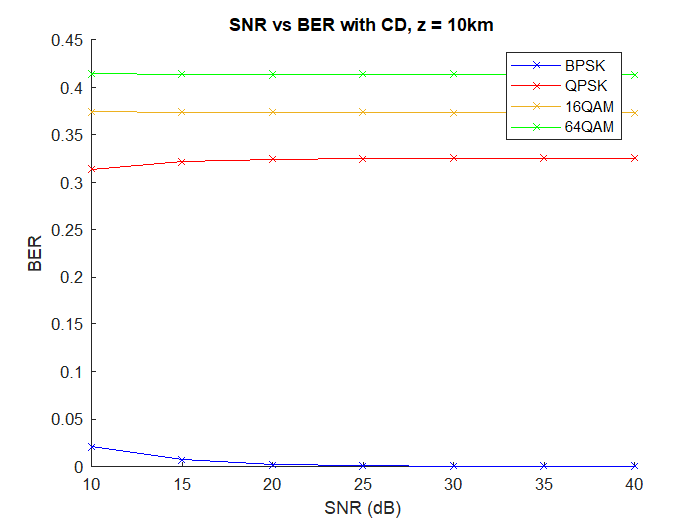 SNR vs BER with CD, z = 10km
0.45
0.4
0.35
0.3
0.25
0.2
0.15
0.1
0.05
0
BER
BPSK
QPSK
16QAM
64QAM
10
15
20
25
30
35
40
SNR (dB)